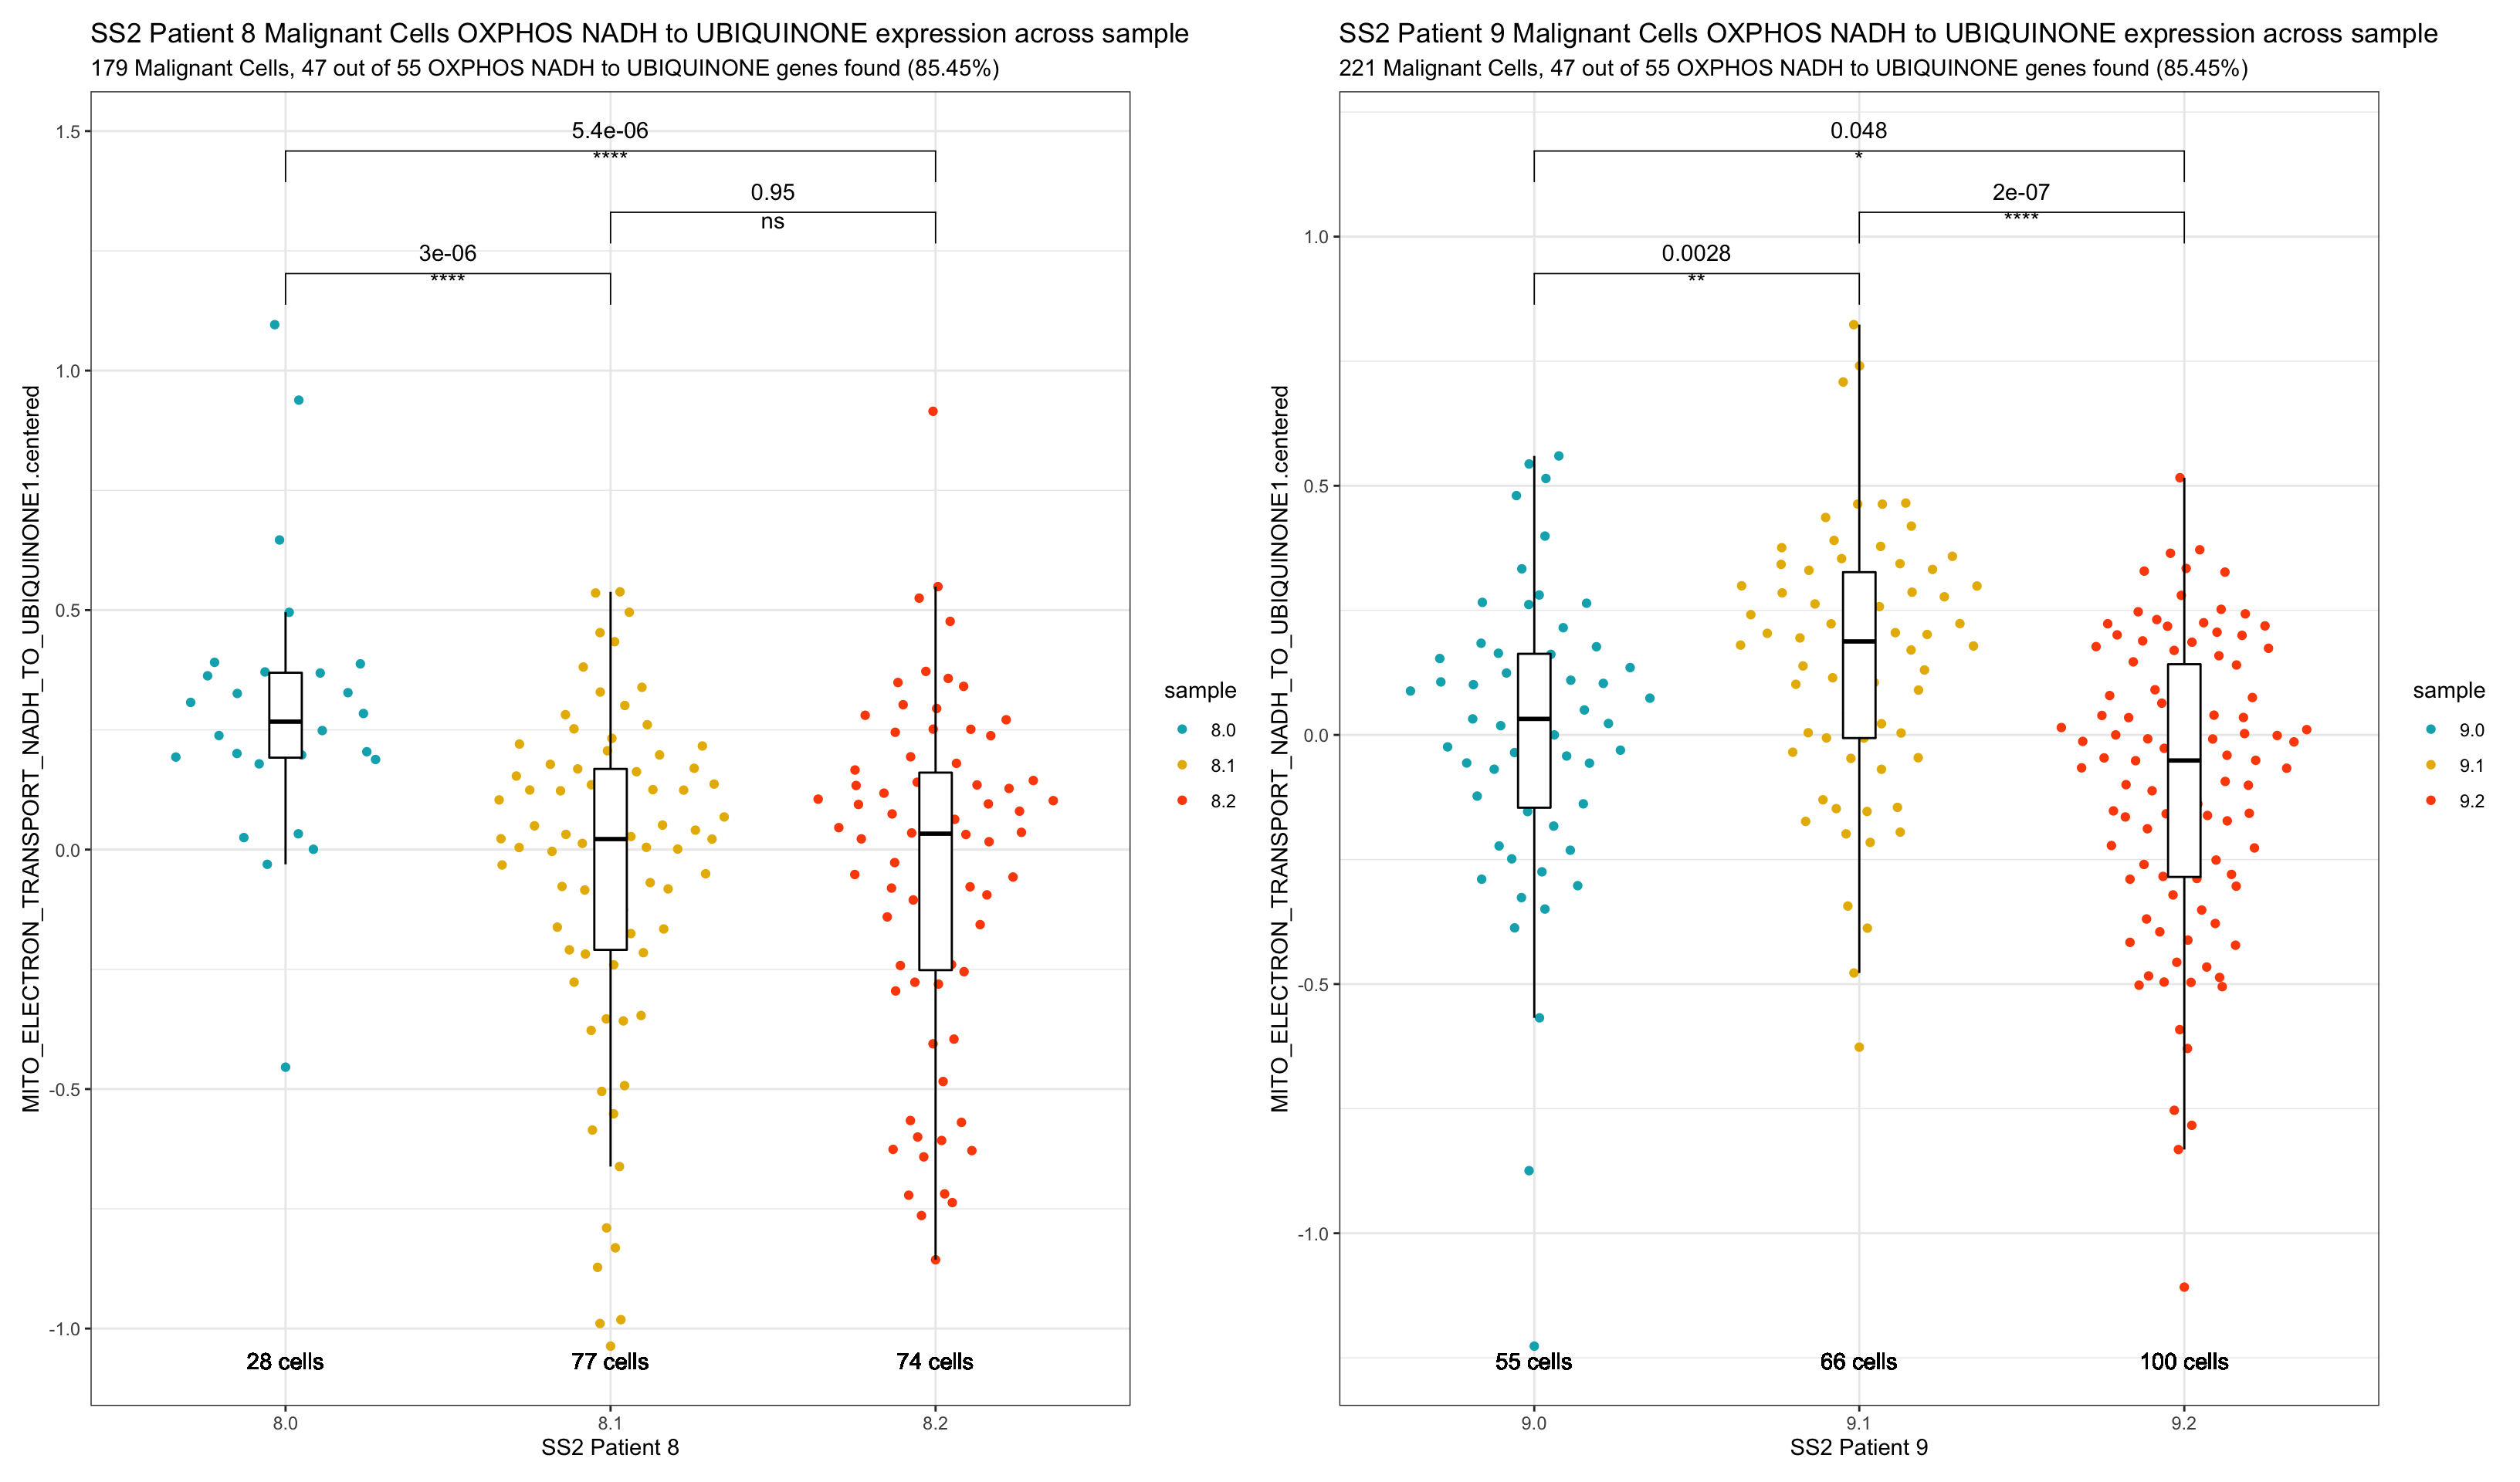 SS2 Patient 8 Malignant Cells OXPHOS NADH to UBIQUINONE expression across sample
179 Malignant Cells, 47 out of 55 OXPHOS NADH to UBIQUINONE genes found (85.45%)
MITO_ELECTRON_TRANSPORT_NADH_TO_UBIQUINONE1.centered
1.5
1.0
0.5
0.0
-0.5
-1.0
5.4e-06
****
0.95
ns
3e-06
****
28 cells
77 cells
74 cells
8.0
8.1
8.2
SS2 Patient 8
sample
8.0
8.1
8.2
SS2 Patient 9 Malignant Cells OXPHOS NADH to UBIQUINONE expression across sample
221 Malignant Cells, 47 out of 55 OXPHOS NADH to UBIQUINONE genes found (85.45%)
MITO_ELECTRON_TRANSPORT_NADH_TO_UBIQUINONE1.centered
1.0
0.5
0.0
-0.5
-1.0
0.048
*
2e-07
****
0.0028
**
55 cells
66 cells
100 cells
9.0
9.1
9.2
SS2 Patient 9
sample
9.0
9.1
9.2